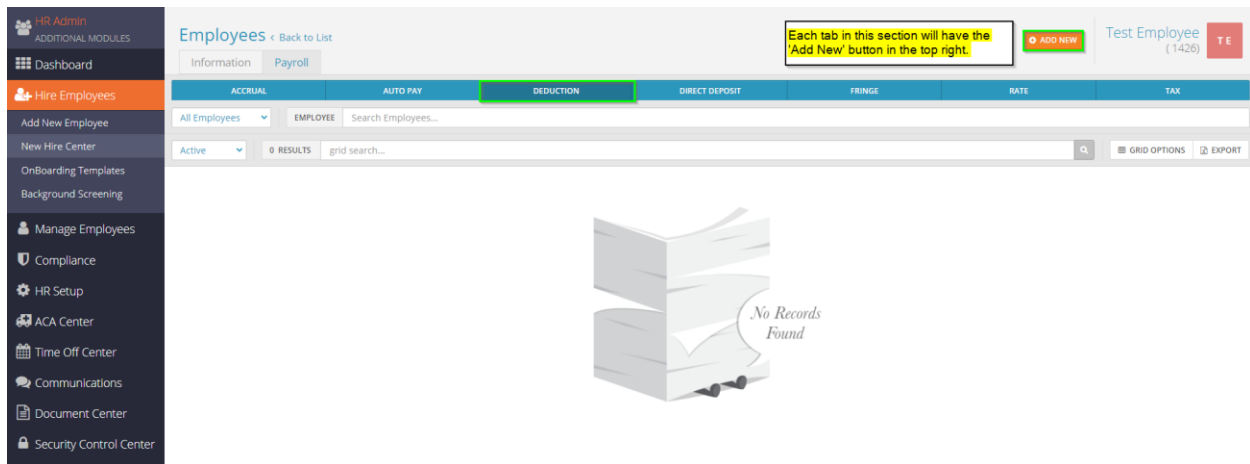 HR Admin
ADDITIONAL MODULES
Dashboard
Hire Employees
Add New Employee
New Hire Center
OnBoarding Templates
Background Screening
Manage Employees
Compliance
HR Setup
ACA Center
Time Off Center
Communications
Document Center
Security Control Center
Employees ‹ Back to List
Each tab in this section will have the
'Add New' button in the top right.
ADD NEW
Test Employee
( 1426)
T E
Information Payroll
ACCRUAL AUTO PAY DEDUCTION DIRECT DEPOSIT FRINGE RATE TAX
All Employees EMPLOYEE Search Employees...
Active 0 RESULTS grid search... GRID OPTIONS EXPORT
No Records
Found